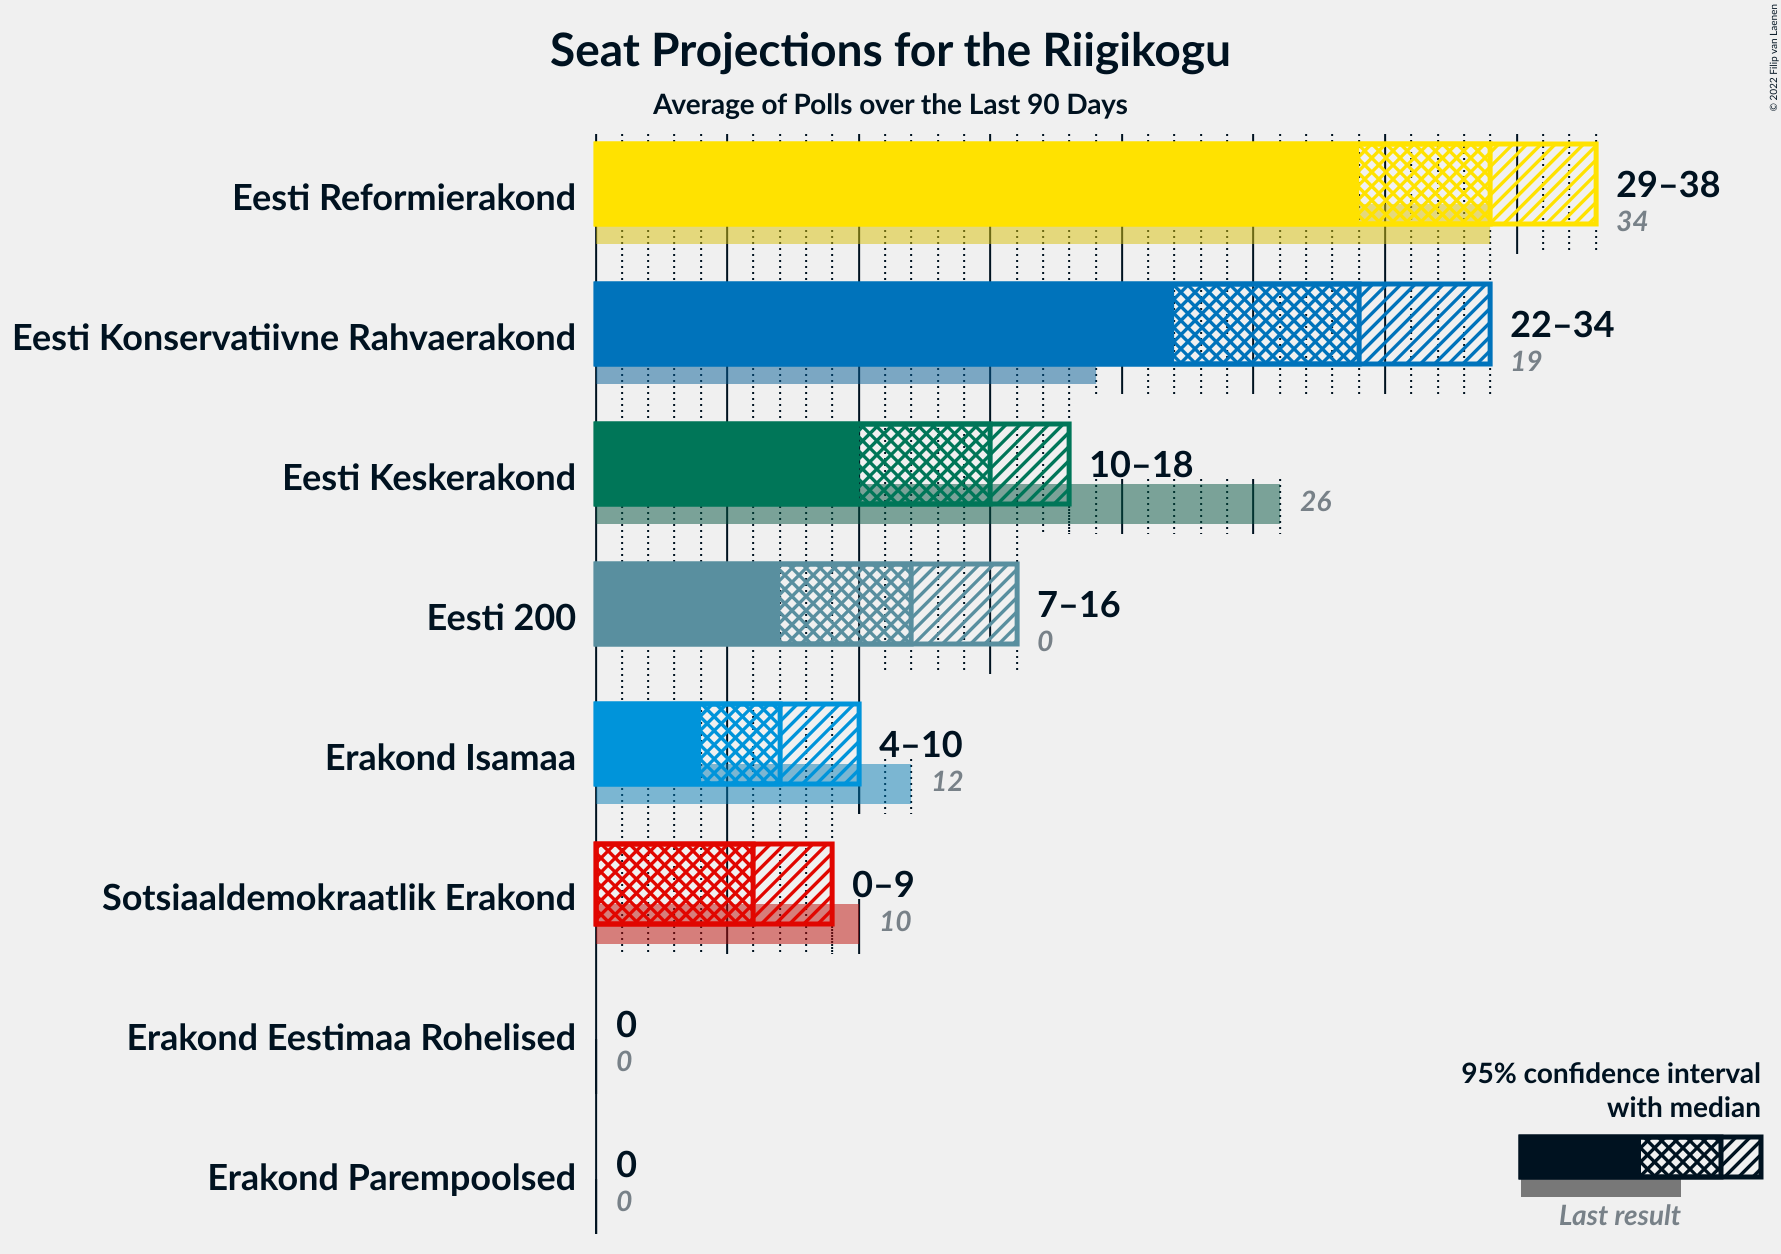 Seat Projections for the Riigikogu
Average of Polls over the Last 90 Days
© 2022 Filip van Laenen
Eesti Reformierakond
29–38
34
Eesti Konservatiivne Rahvaerakond
22–34
19
Eesti Keskerakond
10–18
26
Eesti 200
7–16
0
Erakond Isamaa
4–10
12
Sotsiaaldemokraatlik Erakond
0–9
10
Erakond Eestimaa Rohelised
0
0
Erakond Parempoolsed
0
0
95% confidence interval
with median
Last result